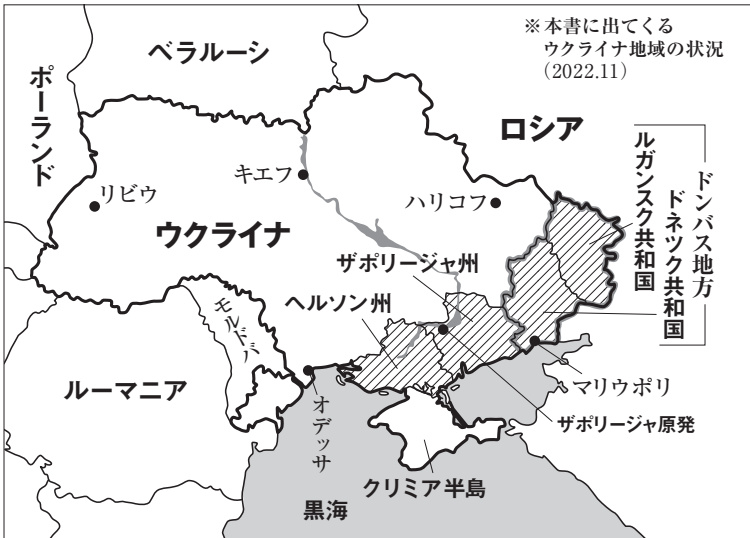 ※本書に出てくる
ウクライナ地域の状況
(2022.11)
ベラルーシ
ポーランド
ロシア
ドンバス地方
ドネツク共和国
ルガンスク共和国
キエフ
リビウ
ハリコフ
ウクライナ
ザポリージャ州
ヘルソン州
モルドバ
ルーマニア
オデッサ
マリウポリ
ザポリージャ原発
クリミア半島
黒海